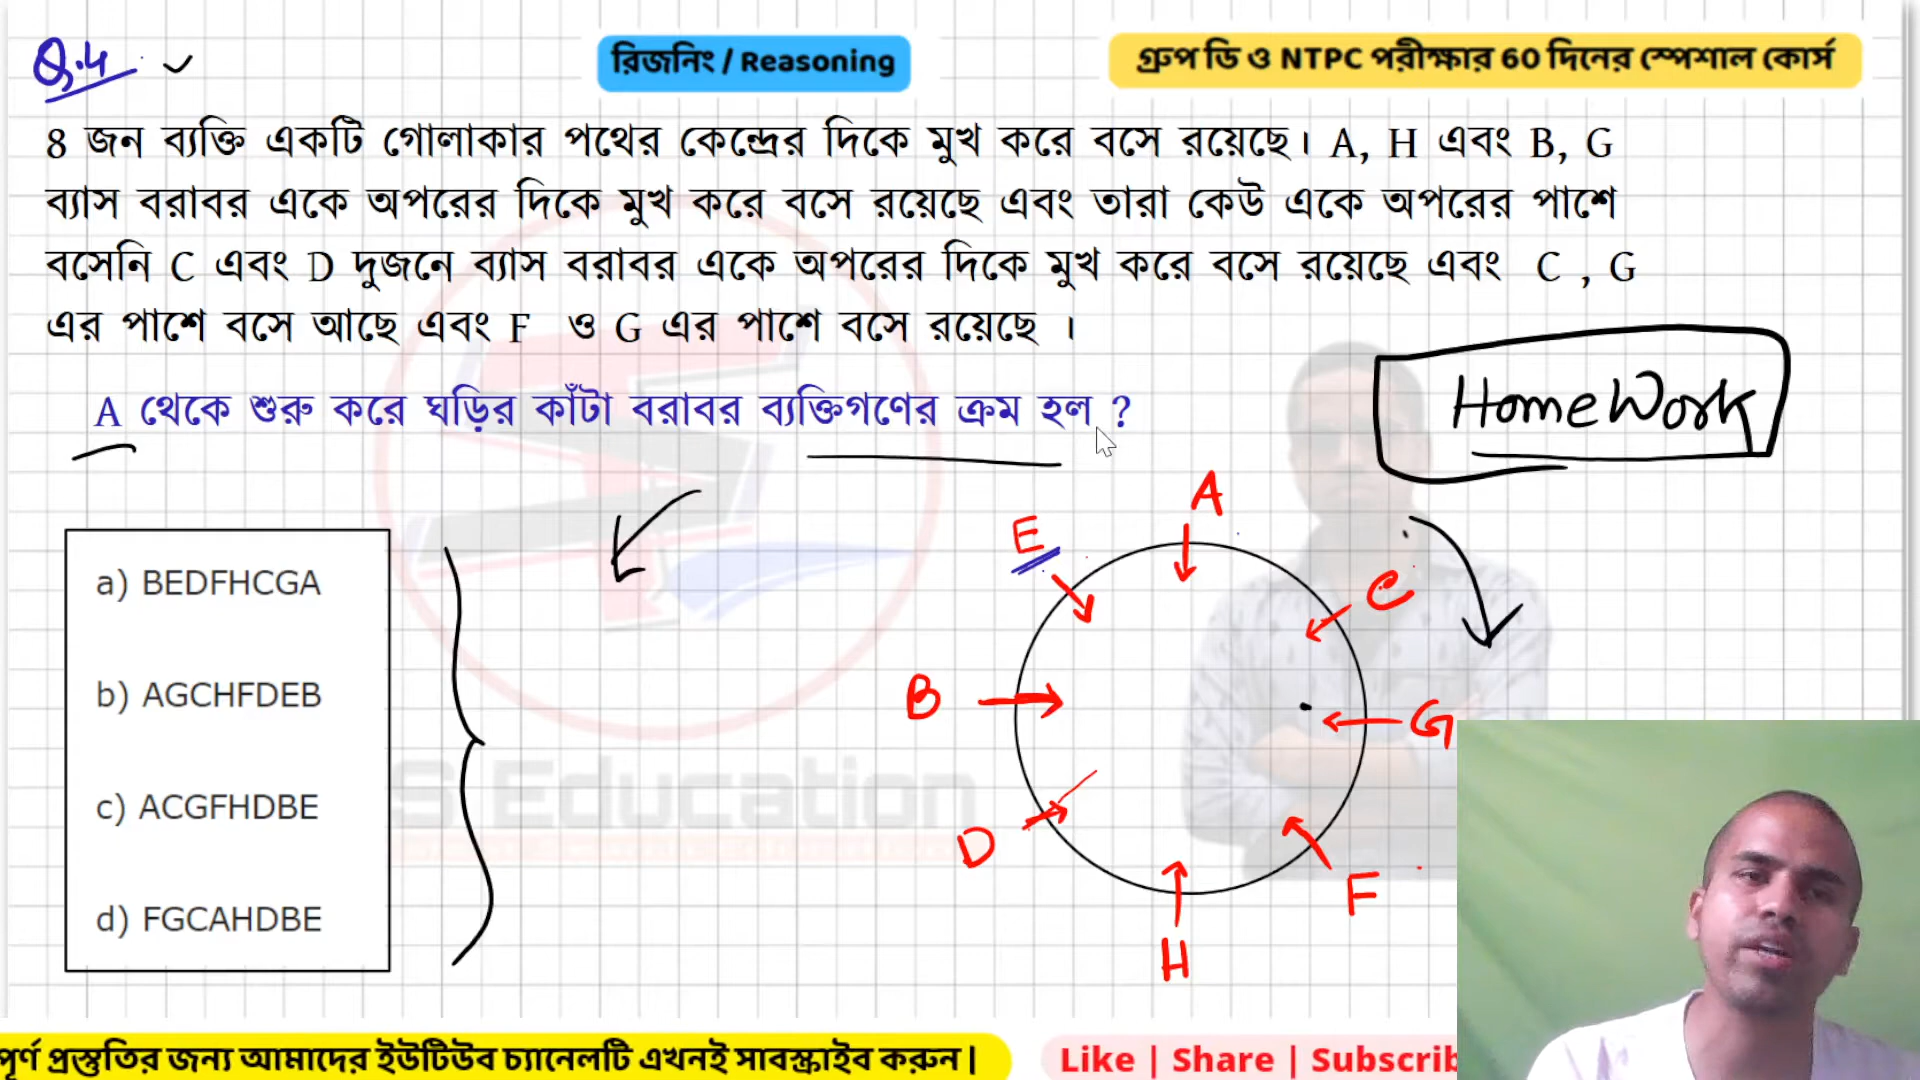 Q.4
রিজনিং / Reasoning
গ্রুপ ডি ও NTPC পরীক্ষার 60 দিনের স্পেশাল কোর্স
8 জন ব্যক্তি একটি গোলাকার পথের কেন্দ্রের দিকে মুখ করে বসে রয়েছে। A, H এবং B, G
ব্যাস বরাবর একে অপরের দিকে মুখ করে বসে রয়েছে এবং তারা কেউ একে অপরের পাশে
বসেনি C এবং D দুজনে ব্যাস বরাবর একে অপরের দিকে মুখ করে বসে রয়েছে এবং C , G
এর পাশে বসে আছে এবং F ও G এর পাশে বসে রয়েছে ।
HomeWork
A থেকে শুরু করে ঘড়ির কাঁটা বরাবর ব্যক্তিগণের ক্রম হল ?
a) BEDFHCGA
b) AGCHFDEB
c) ACGFHDBE
d) FGCAHDBE
A
E
C
B
G
D
F
H
S Education
পূর্ণ প্রস্তুতির জন্য আমাদের ইউটিউব চ্যানেলটি এখনই সাবস্ক্রাইব করুন |
Like | Share | Subscrib